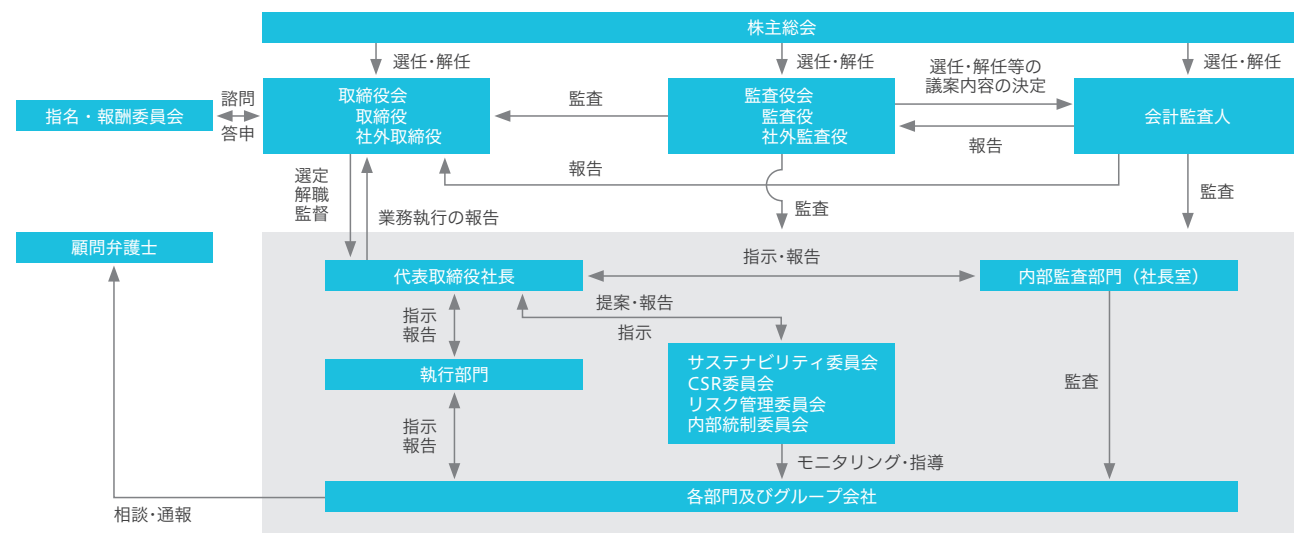 株主総会
選任・解任
選任・解任
選任・解任
選任・解任等の
議案内容の決定
指名・報酬委員会
諮問
答申
取締役会
取締役
社外取締役
監査
監査役会
監査役
社外監査役
報告
会計監査人
報告
選定
解職
監督
業務執行の報告
監査
監査
顧問弁護士
代表取締役社長
指示・報告
内部監査部門（社長室）
提案・報告
指示
指示
報告
執行部門
サステナビリティ委員会
CSR委員会
リスク管理委員会
内部統制委員会
監査
指示
報告
モニタリング・指導
各部門及びグループ会社
相談・通報